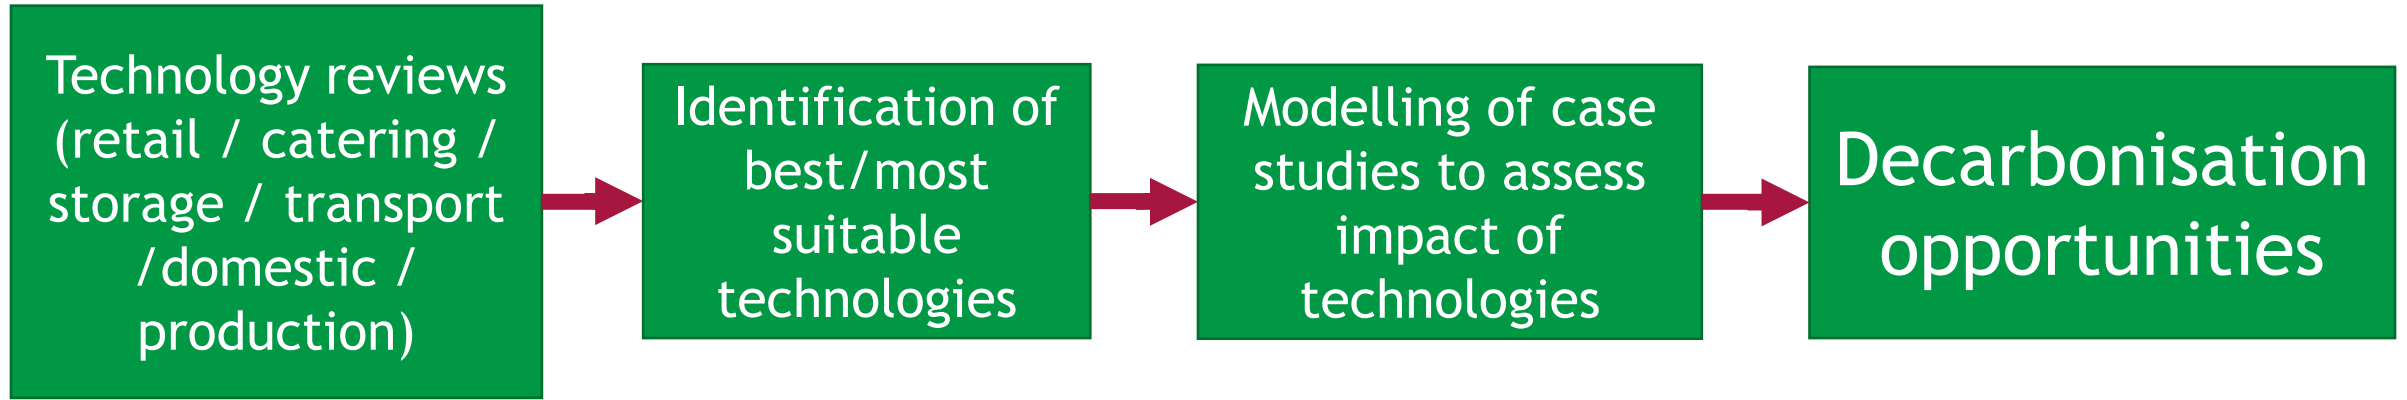 Technology reviews
(retail / catering /
storage / transport
/domestic /
production)
Identification of
best/most
suitable
technologies
Modelling of case
studies to assess
impact of
technologies
Decarbonisation
opportunities